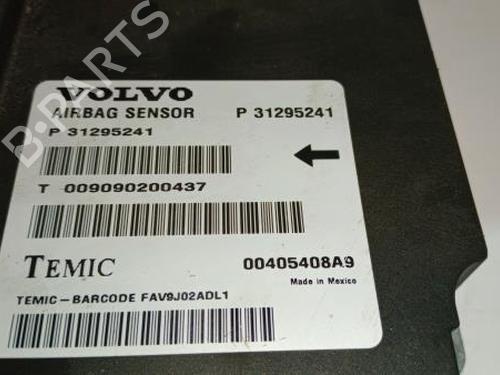 B-PARTS
VOLVO
AIRBAG SENSOR P 31295241
P 31295241
T 009090200437
TEMIC 00405408A9
Made in Mexico
TEMIC-BARCODE FAV9J02ADL1